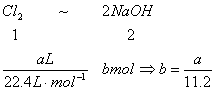 Cl₂ ~ 2NaOH
1 2
aL / 22.4L·mol⁻¹ bmol ⇒ b = a / 11.2